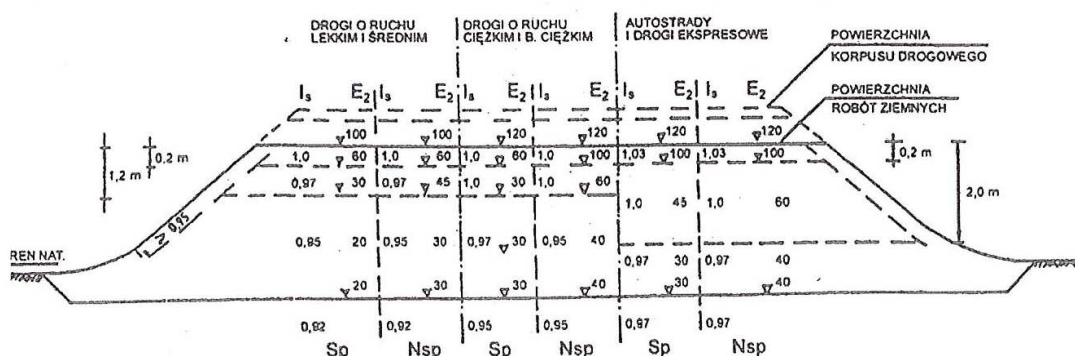 DROGI O RUCHU
LEKKIM I ŚREDNIM
DROGI O RUCHU
CIĘŻKIM I B. CIĘŻKIM
AUTOSTRADY
I DROGI EKSPRESOWE
POWIERZCHNIA
KORPUSU DROGOWEGO
POWIERZCHNIA
ROBÓT ZIEMNYCH
Is E2 Is E2 Is E2 Is E2 Is E2 Is E2
100 100 120 120 120 120
1,2 m 0,2 m 1,0 60 1,0 60 1,0 60 1,0 100 1,03 100 1,03 100 0,2 m
0,97 30 0,97 45 1,0 30 1,0 60
1,0 45 1,0 60 2,0 m
≥ 0,95
0,95 20 0,95 30 0,97 30 0,95 40
REN NAT.
0,97 30 0,97 40
20 30 30 40 30 40
0,92 0,92 0,95 0,95 0,97 0,97
Sp Nsp Sp Nsp Sp Nsp